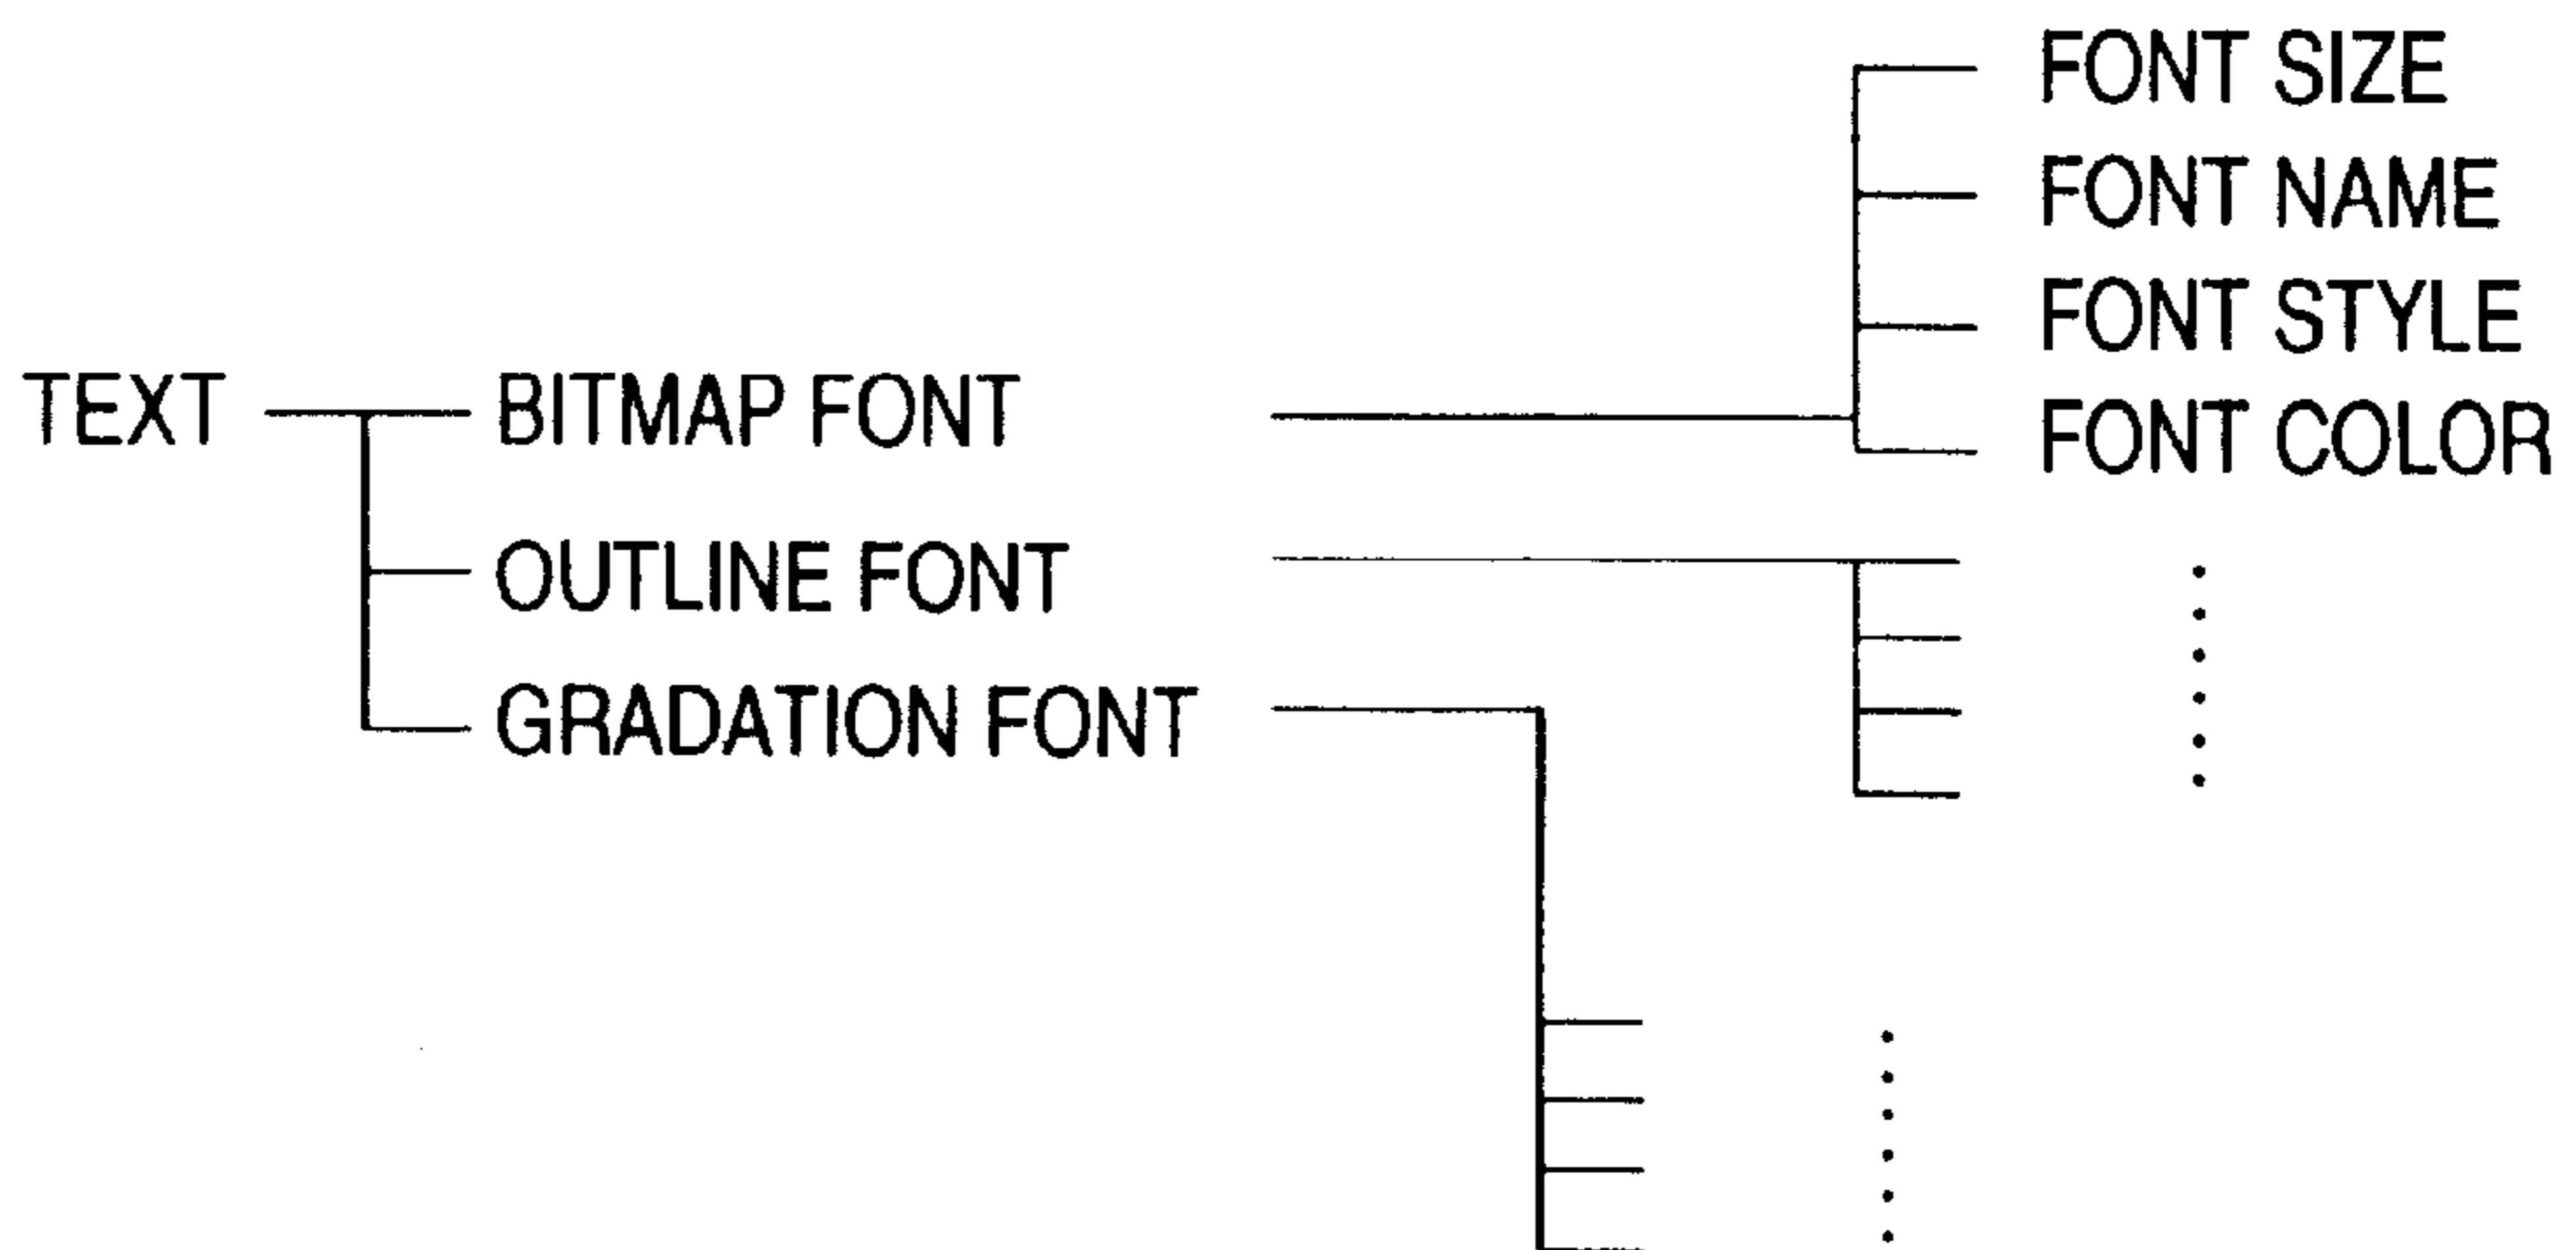 FONT SIZE
FONT NAME
FONT STYLE
TEXT BITMAP FONT FONT COLOR
OUTLINE FONT
GRADATION FONT